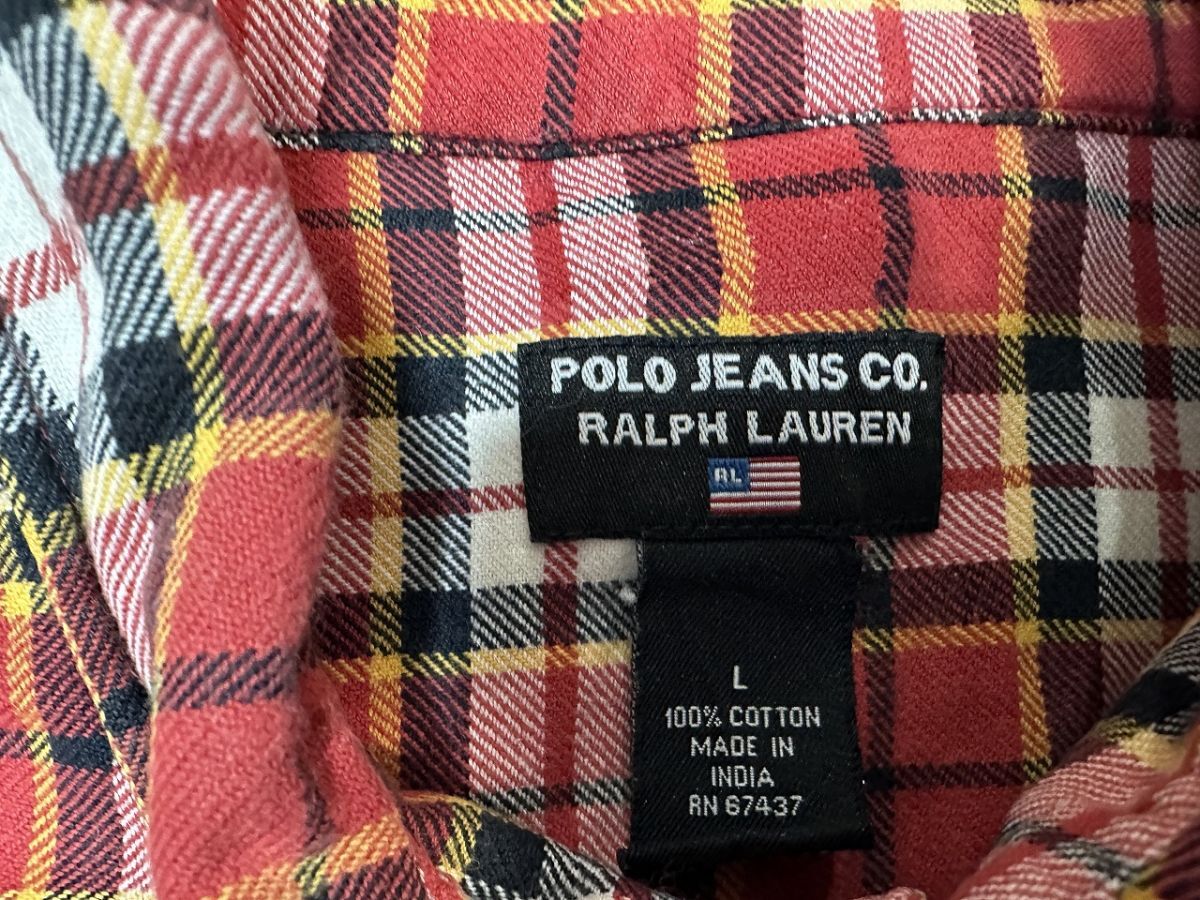 POLO JEANS CO.
RALPH LAUREN
RL
L
100% COTTON
MADE IN
INDIA
RN 67437